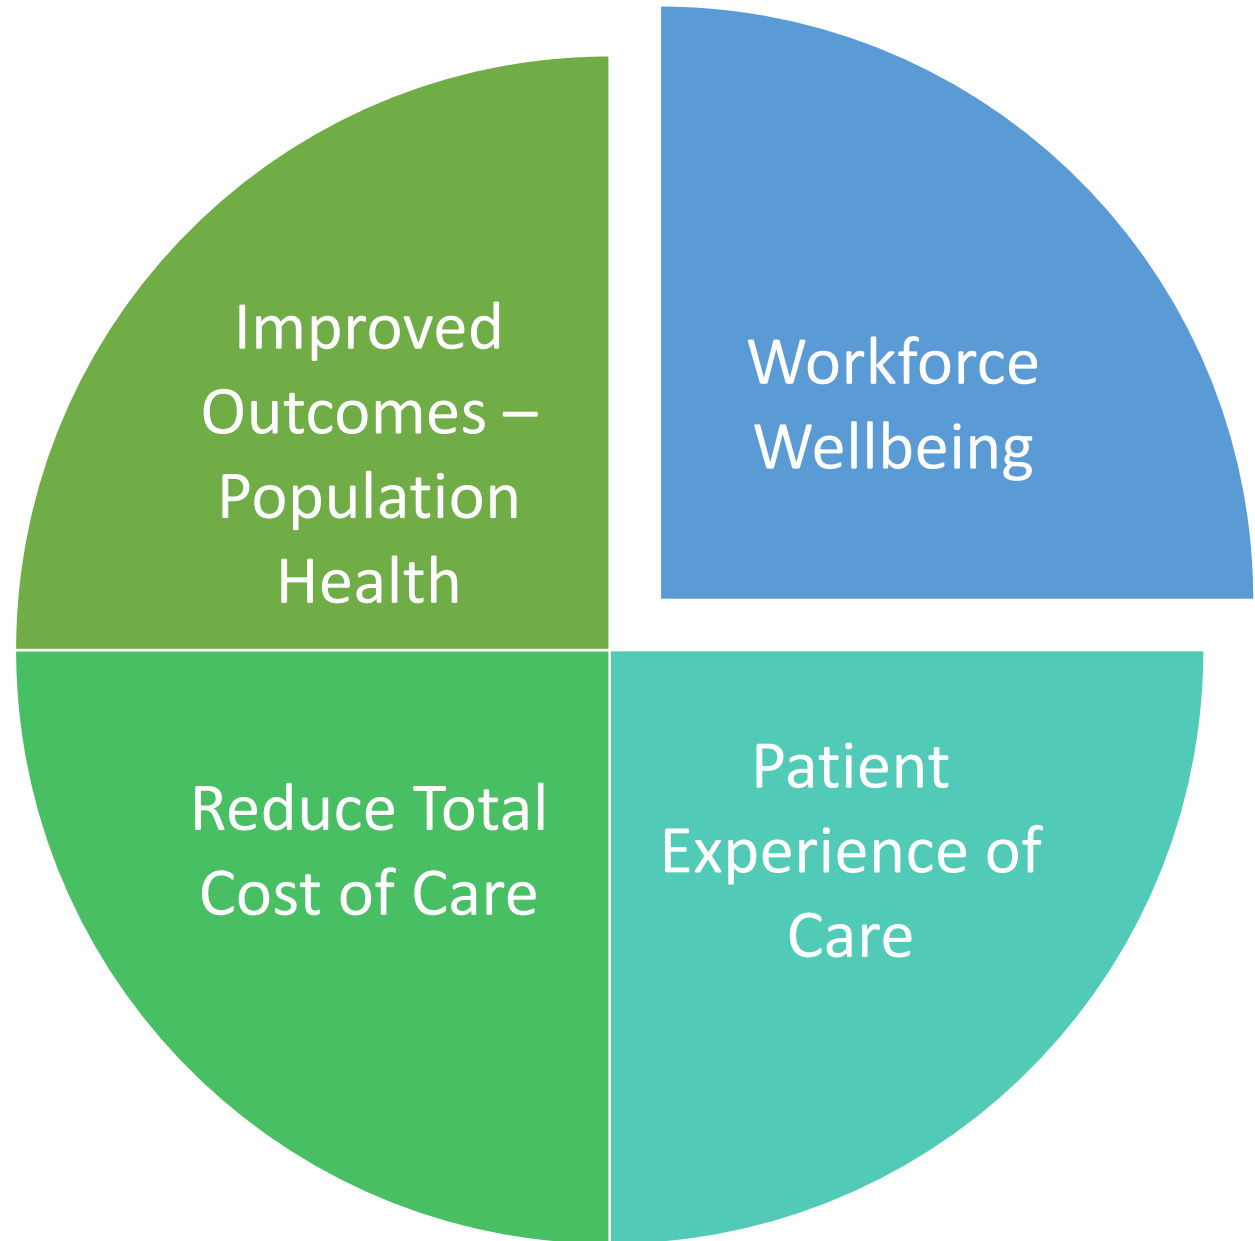 Improved
Outcomes –
Population
Health
Workforce
Wellbeing
Reduce Total
Cost of Care
Patient
Experience of
Care